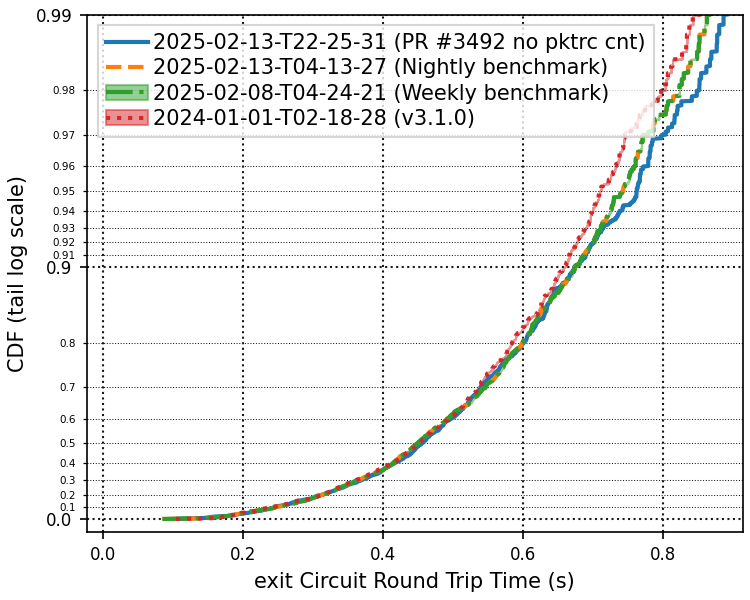 0.99
2025-02-13-T22-25-31 (PR #3492 no pktrc cnt)
2025-02-13-T04-13-27 (Nightly benchmark)
2025-02-08-T04-24-21 (Weekly benchmark)
2024-01-01-T02-18-28 (v3.1.0)
0.98
0.97
0.96
0.95
0.94
0.93
0.92
0.91
0.9
0.8
0.7
0.6
0.5
0.4
0.3
0.2
0.1
0.0
CDF (tail log scale)
0.0 0.2 0.4 0.6 0.8
exit Circuit Round Trip Time (s)